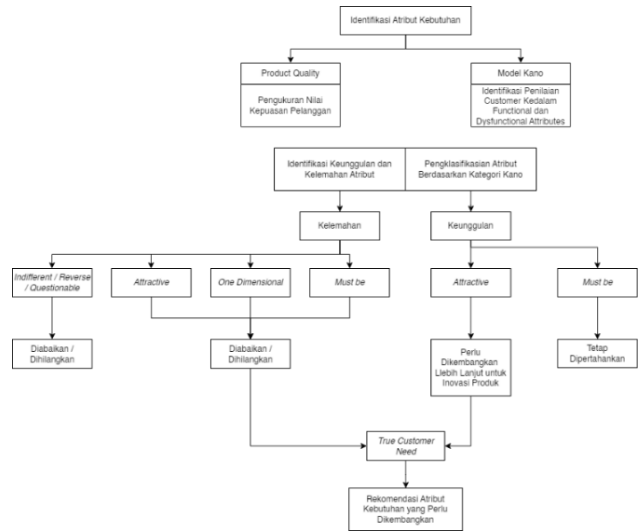 Identifikasi Atribut Kebutuhan
Product Quality
Pengukuran Nilai
Kepuasan Pelanggan
Model Kano
Identifikasi Penilaian
Customer Kedalam
Functional and
Dysfunctional Attributes
Identifikasi Keunggulan dan
Kelemahan Atribut
Pengklasifikasian Atribut
Berdasarkan Kategori Kano
Kelemahan
Keunggulan
Indifferent / Reverse
/ Questionable
Attractive
One Dimensional
Must be
Attractive
Must be
Diabaikan /
Dihilangkan
Diabaikan /
Dihilangkan
Perlu
Dikembangkan
Llebih Lanjut untuk
Inovasi Produk
Tetap
Dipertahankan
True Customer
Need
Rekomendasi Atribut
Kebutuhan yang Perlu
Dikembangkan